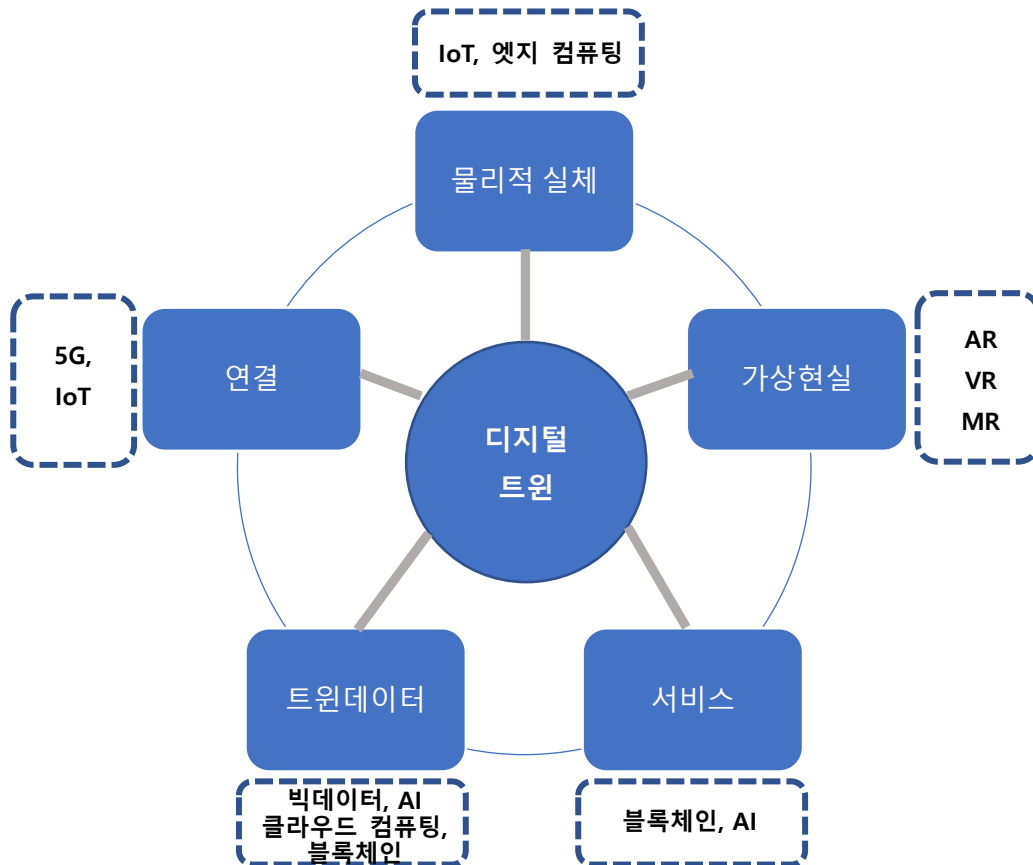 IoT, 엣지 컴퓨팅
물리적 실체
5G,
IoT
연결
가상현실
AR
VR
MR
디지털
트윈
트윈데이터
서비스
빅데이터, AI
클라우드 컴퓨팅,
블록체인
블록체인, AI